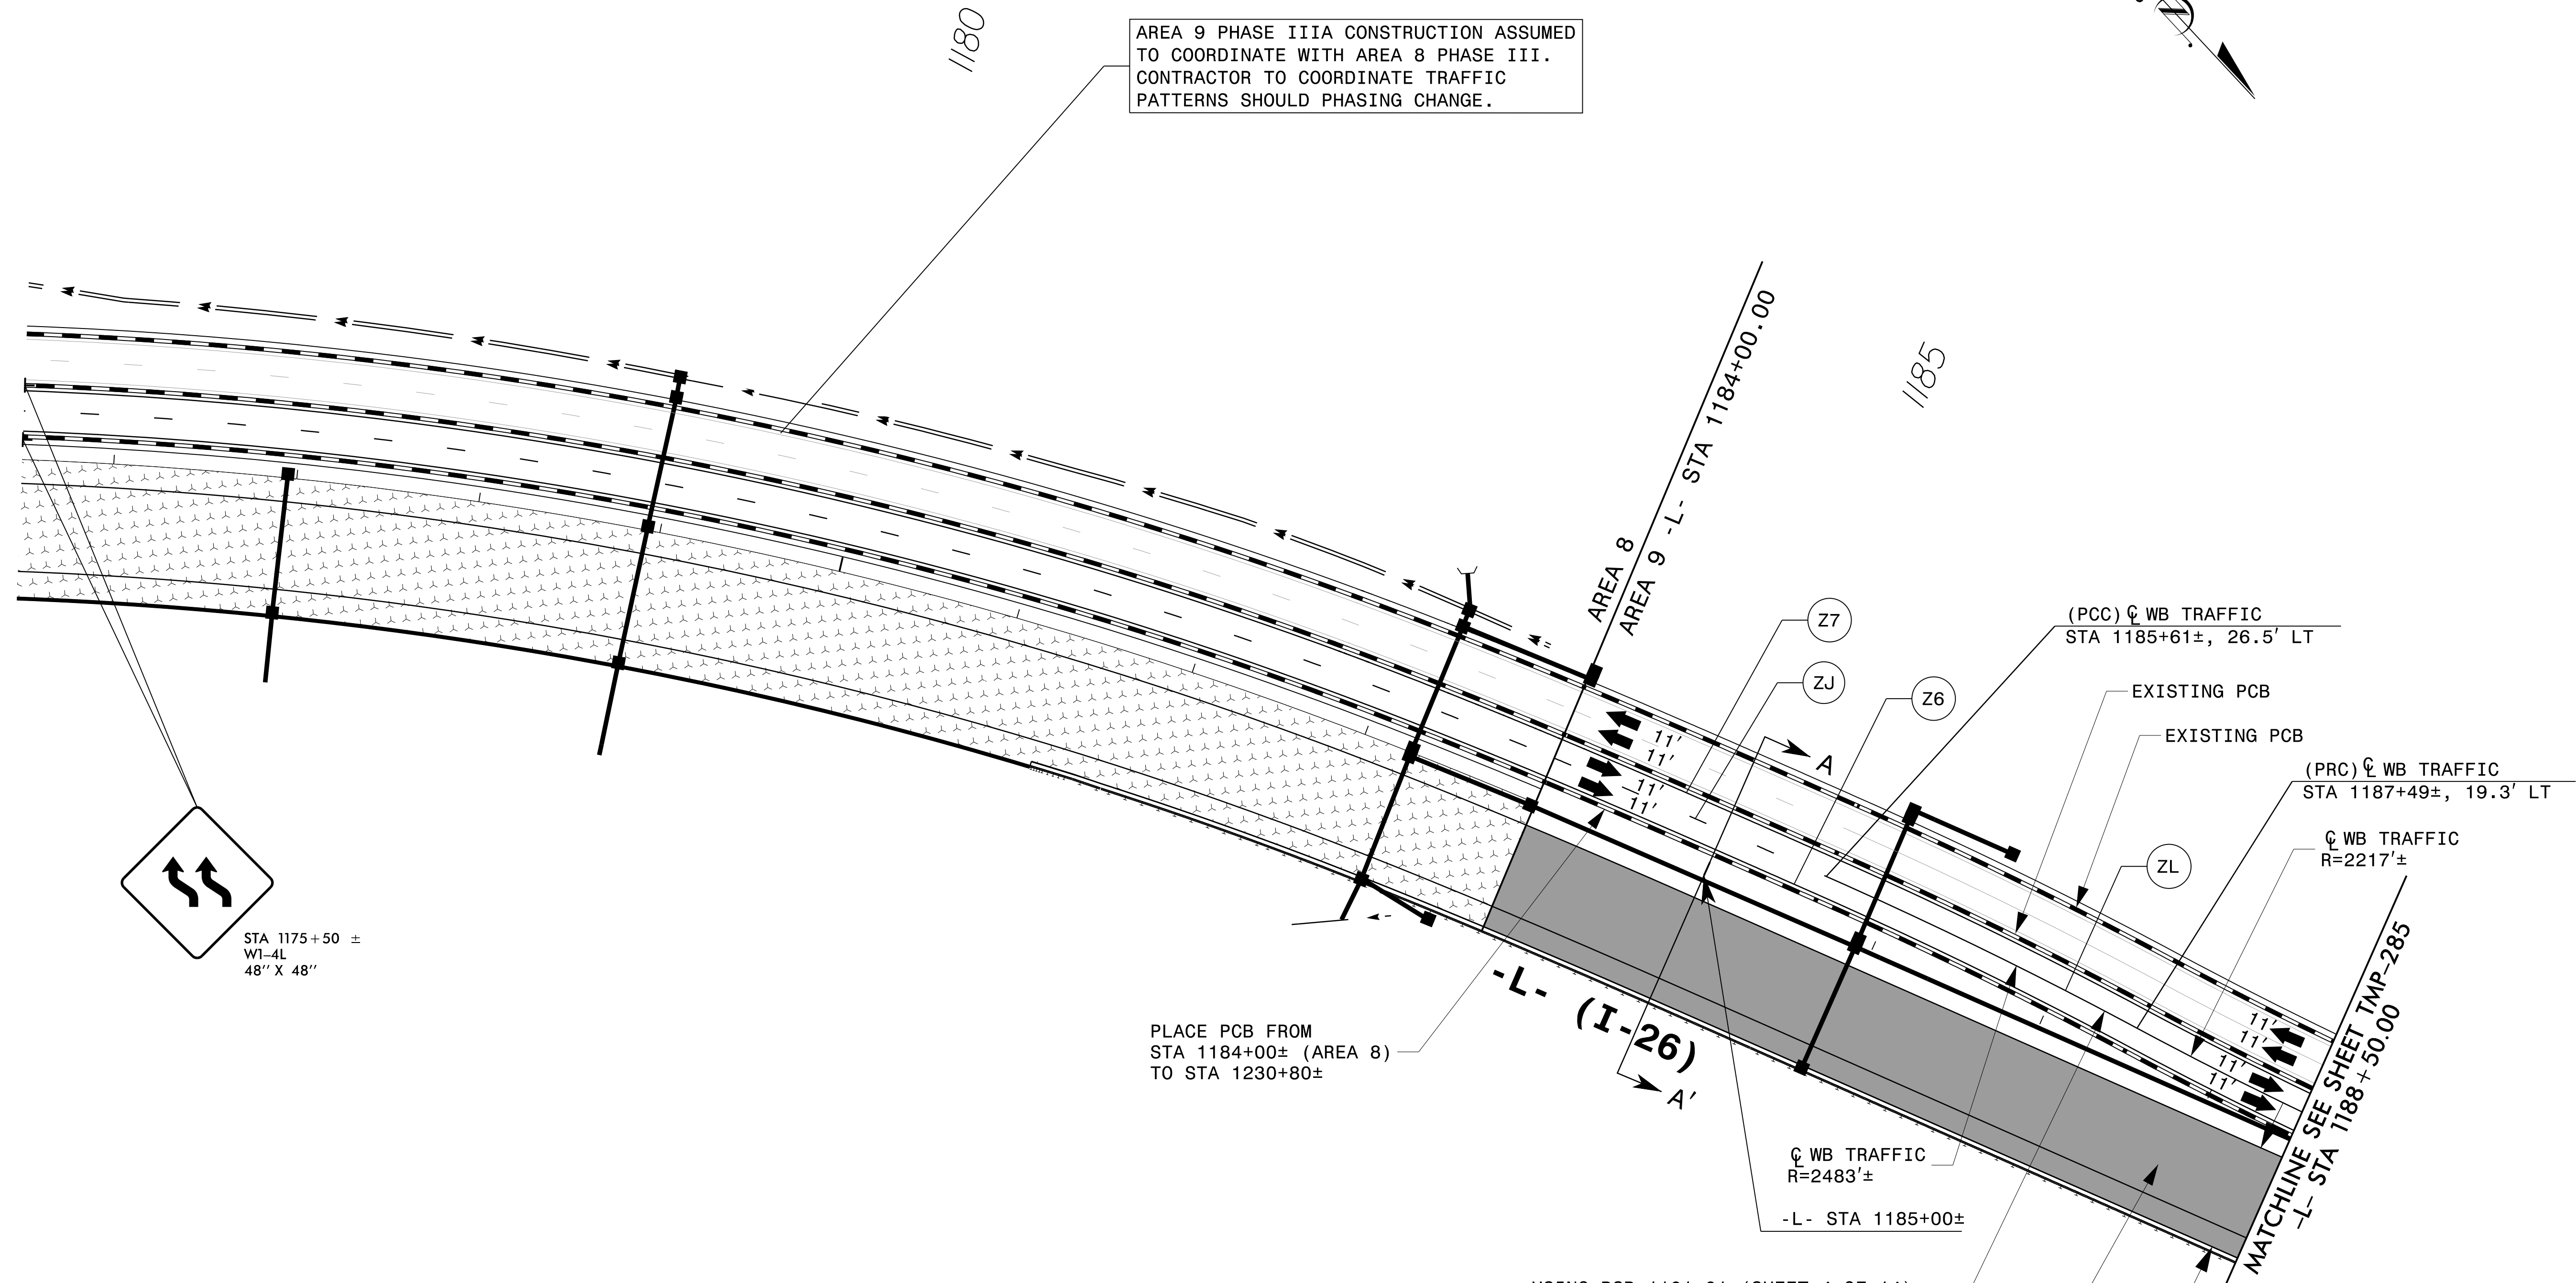 1180
AREA 9 PHASE IIIA CONSTRUCTION ASSUMED
TO COORDINATE WITH AREA 8 PHASE III.
CONTRACTOR TO COORDINATE TRAFFIC
PATTERNS SHOULD PHASING CHANGE.
AREA 8
AREA 9 -L- STA 1184+00.00
1185
Z7
ZJ
Z6
(PCC) ℄ WB TRAFFIC
STA 1185+61±, 26.5' LT
EXISTING PCB
EXISTING PCB
(PRC) ℄ WB TRAFFIC
STA 1187+49±, 19.3' LT
℄ WB TRAFFIC
R=2217'±
ZL
11'
11'
11'
11'
A
A'
11'
11'
11'
11'
MATCHLINE SEE SHEET TMP-285
-L- STA 1188+50.00
STA 1175+50 ±
W1-4L
48'' X 48''
PLACE PCB FROM
STA 1184+00± (AREA 8)
TO STA 1230+80±
-L- (I-26)
℄ WB TRAFFIC
R=2483'±
-L- STA 1185+00±